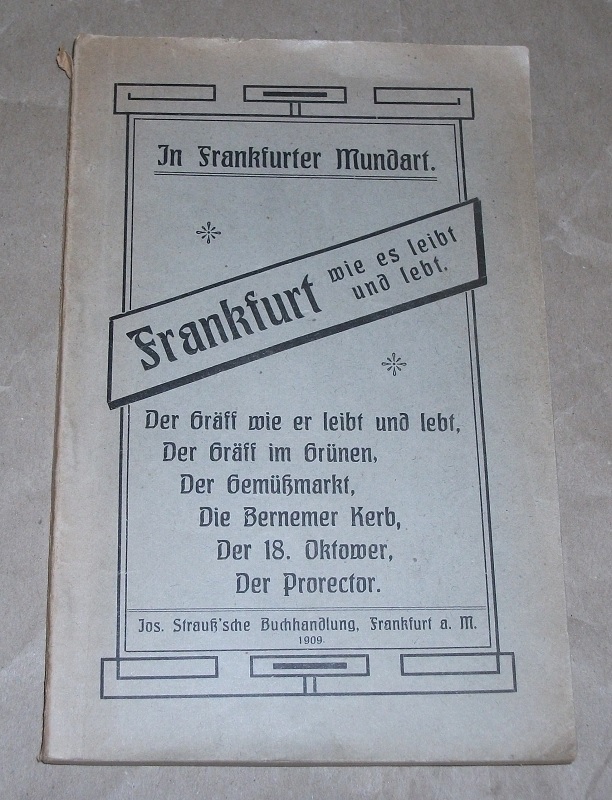 In Frankfurter Mundart.
Frankfurt wie es leibt
und lebt.
Der Gräff wie er leibt und lebt,
Der Gräff im Grünen,
Der Gemüßmarkt,
Die Bernemer Kerb,
Der 18. Oktower,
Der Prorector.
Jos. Strauß'sche Buchhandlung, Frankfurt a. M.
1909.